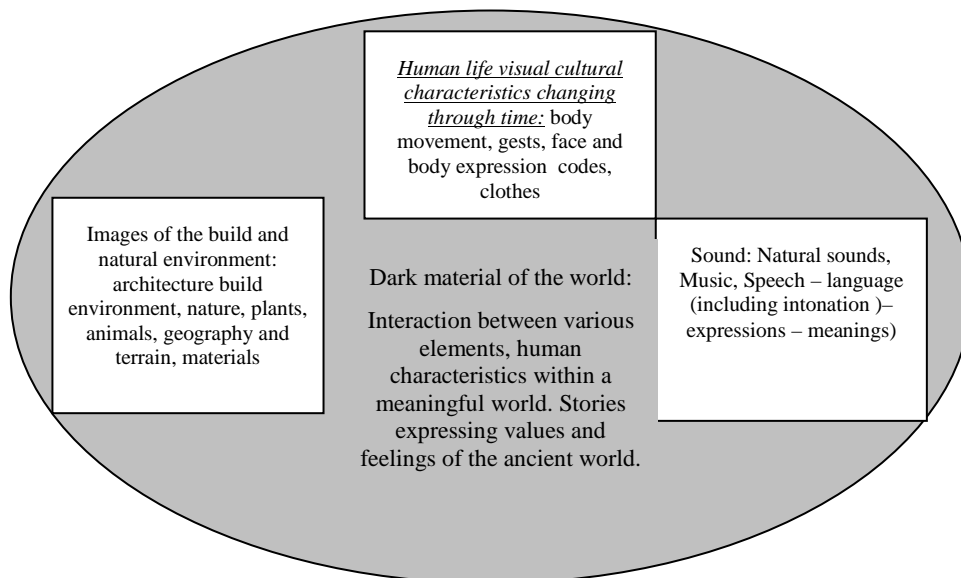 Human life visual cultural
characteristics changing
through time: body
movement, gests, face and
body expression codes,
clothes
Images of the build and
natural environment:
architecture build
environment, nature, plants,
animals, geography and
terrain, materials
Sound: Natural sounds,
Music, Speech – language
(including intonation )–
expressions – meanings)
Dark material of the world:
Interaction between various
elements, human
characteristics within a
meaningful world. Stories
expressing values and
feelings of the ancient world.